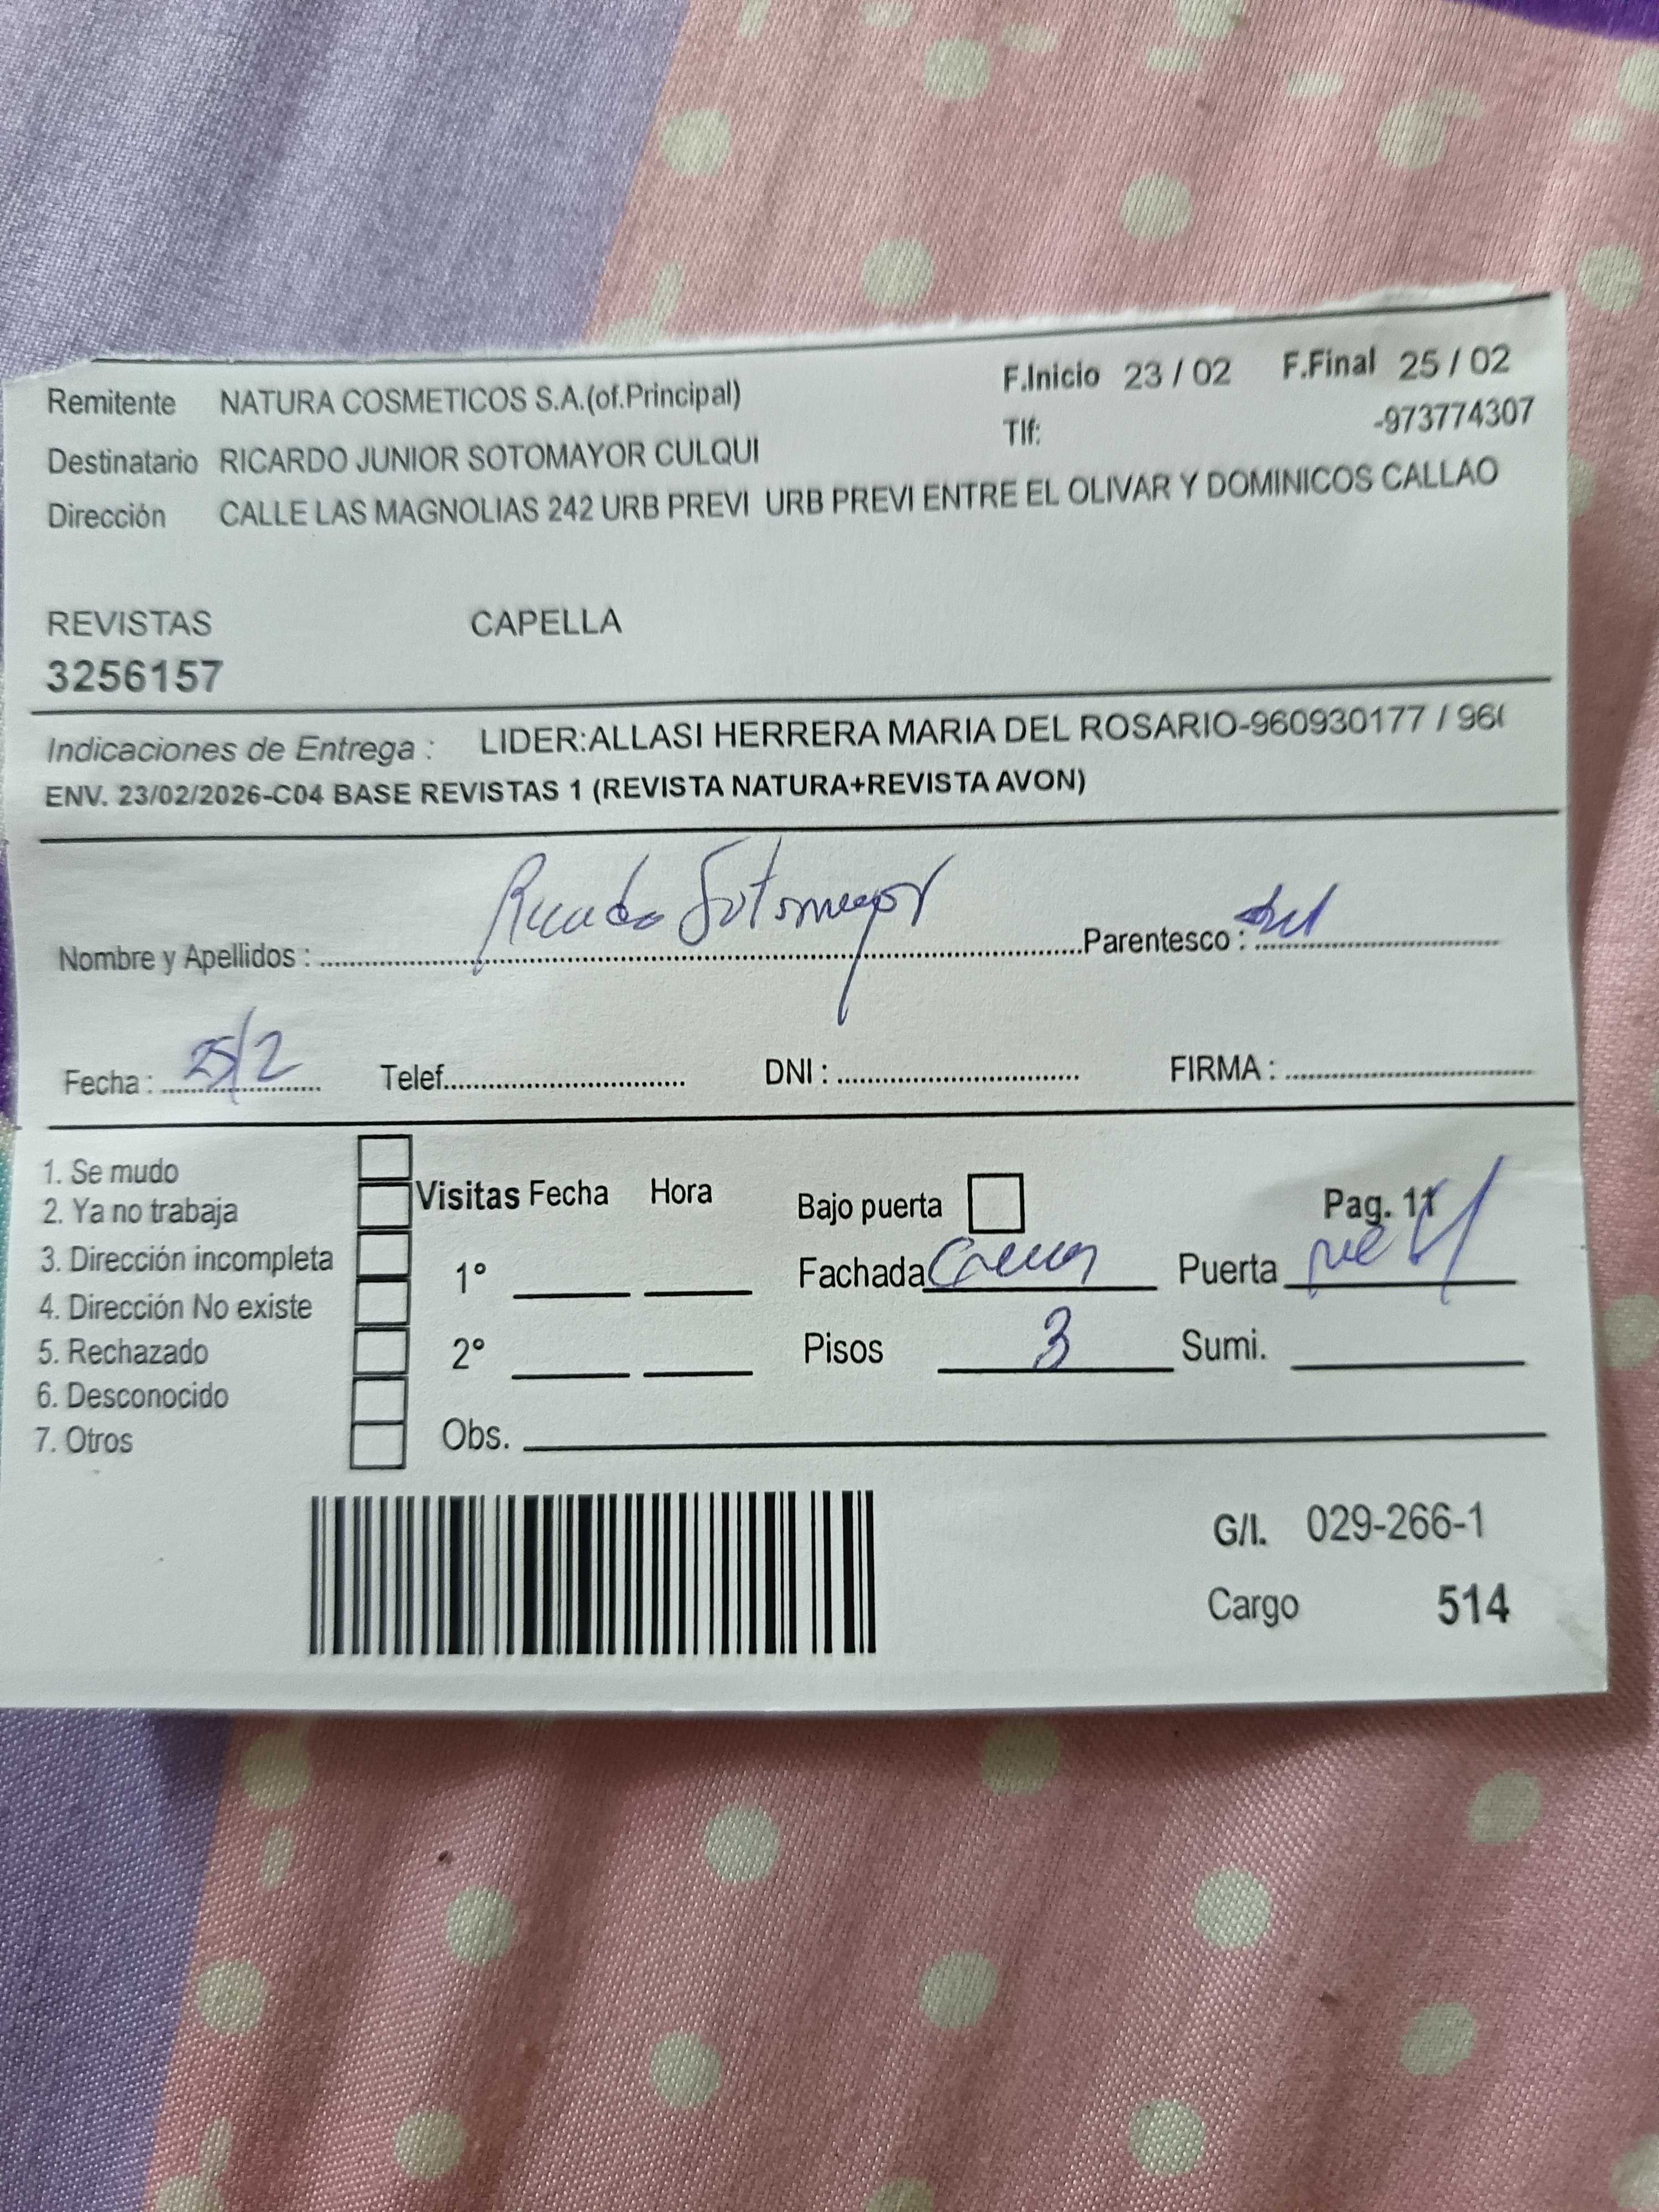 Remitente NATURA COSMETICOS S.A.(of.Principal) F.Inicio 23 / 02 F.Final 25 / 02
Destinatario RICARDO JUNIOR SOTOMAYOR CULQUI Tlf: -973774307
Dirección CALLE LAS MAGNOLIAS 242 URB PREVI URB PREVI ENTRE EL OLIVAR Y DOMINICOS CALLAO
REVISTAS CAPELLA
3256157
Indicaciones de Entrega : LIDER:ALLASI HERRERA MARIA DEL ROSARIO-960930177 / 96
ENV. 23/02/2026-C04 BASE REVISTAS 1 (REVISTA NATURA+REVISTA AVON)
Nombre y Apellidos : Ricardo Sotomayor Parentesco :
Fecha : 25/2 Telef. DNI : FIRMA :
1. Se mudo
2. Ya no trabaja
3. Dirección incompleta
4. Dirección No existe
5. Rechazado
6. Desconocido
7. Otros
Visitas Fecha Hora
1°
2°
Obs.
Bajo puerta Pag. 11
Fachada Crema Puerta
Pisos 3 Sumi.
G/I. 029-266-1
Cargo 514